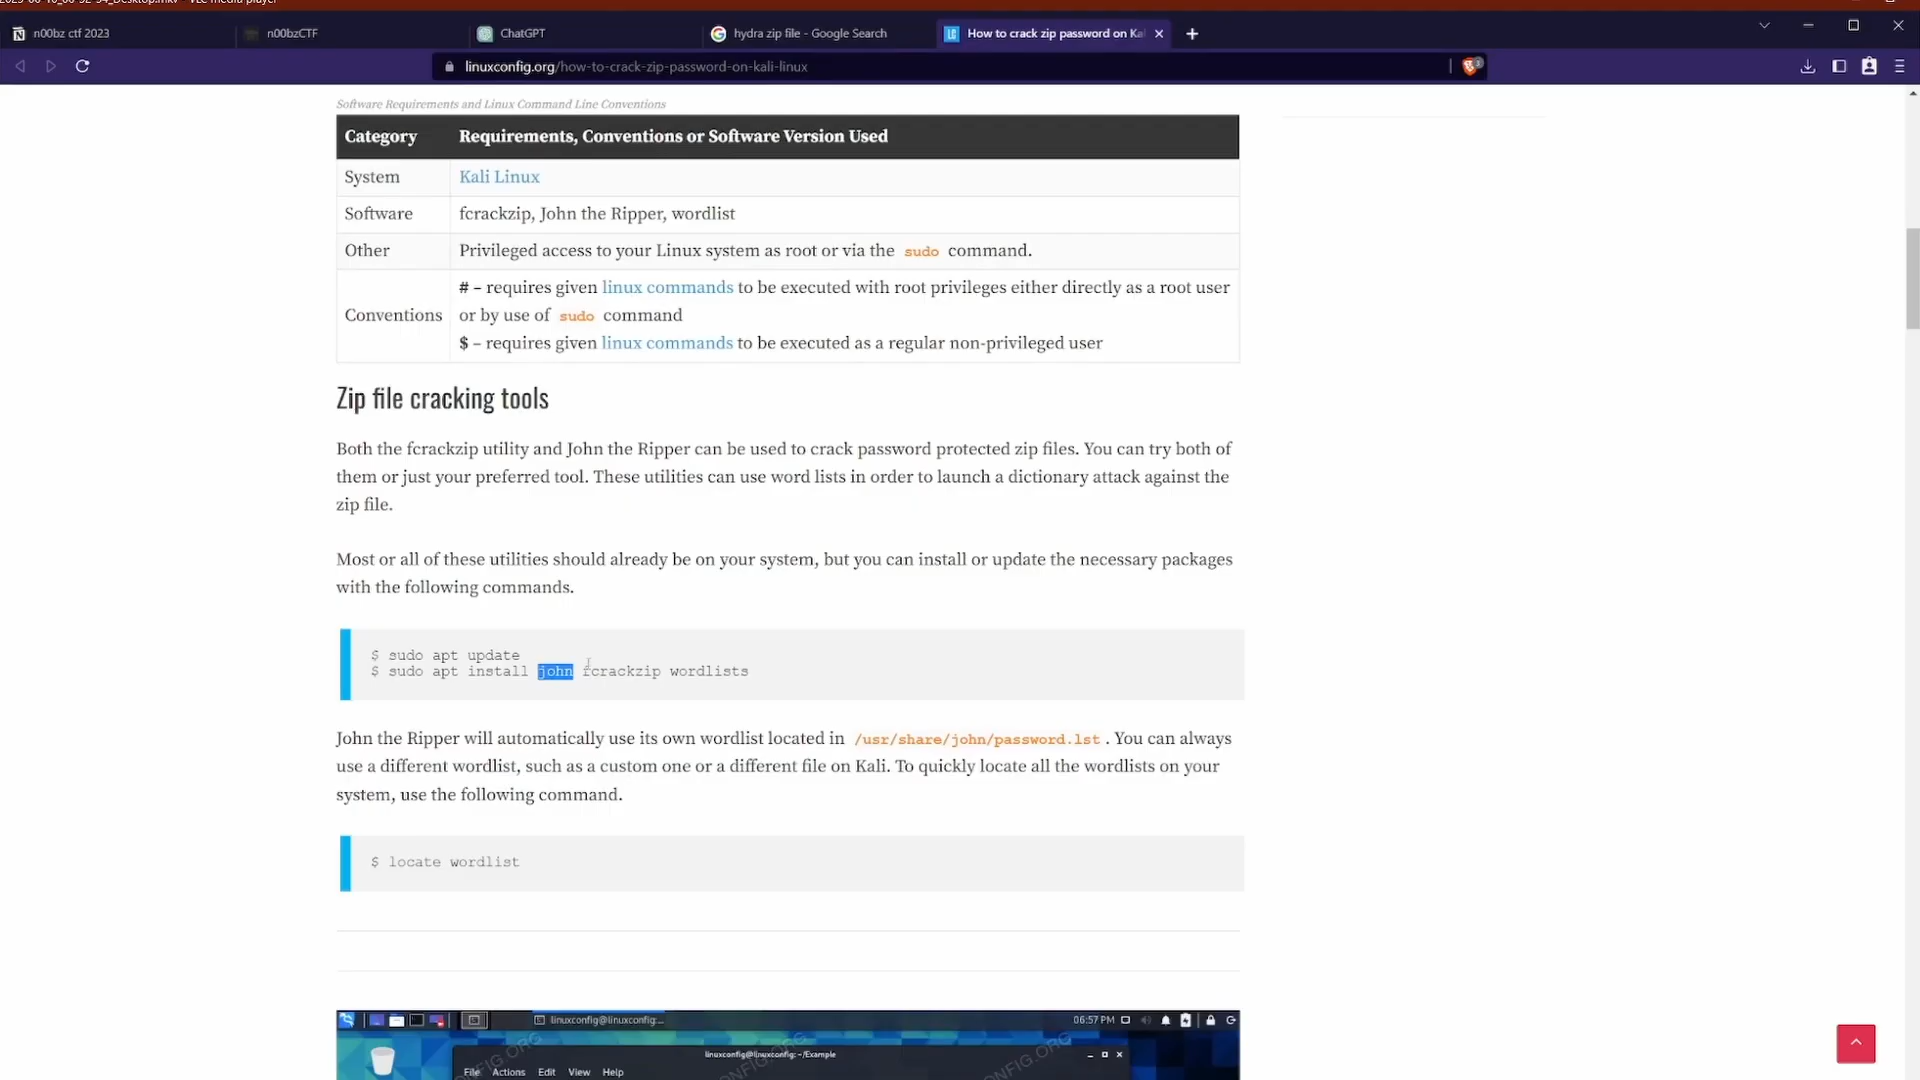 Desktop.mkv - VLC media player
n00bz ctf 2023
n00bzCTF
ChatGPT
hydra zip file - Google Search
How to crack zip password on Ka
linuxconfig.org/how-to-crack-zip-password-on-kali-linux
Software Requirements and Linux Command Line Conventions
Category Requirements, Conventions or Software Version Used
System Kali Linux
Software fcrackzip, John the Ripper, wordlist
Other Privileged access to your Linux system as root or via the sudo command.
# – requires given linux commands to be executed with root privileges either directly as a root user
Conventions or by use of sudo command
$ – requires given linux commands to be executed as a regular non-privileged user
Zip file cracking tools
Both the fcrackzip utility and John the Ripper can be used to crack password protected zip files. You can try both of
them or just your preferred tool. These utilities can use word lists in order to launch a dictionary attack against the
zip file.
Most or all of these utilities should already be on your system, but you can install or update the necessary packages
with the following commands.
$ sudo apt update
$ sudo apt install john fcrackzip wordlists
John the Ripper will automatically use its own wordlist located in /usr/share/john/password.lst . You can always
use a different wordlist, such as a custom one or a different file on Kali. To quickly locate all the wordlists on your
system, use the following command.
$ locate wordlist
linuxconfig@linuxconfig:...
06:57 PM
linuxconfig@linuxconfig: ~/Example
File Actions Edit View Help